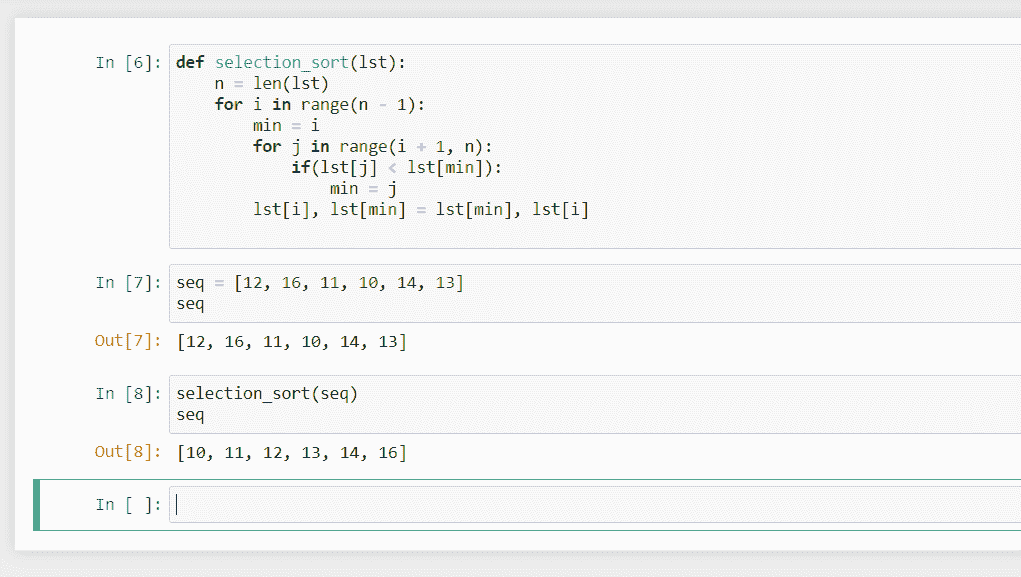 In [6]: def selection_sort(lst):
    n = len(lst)
    for i in range(n - 1):
        min = i
        for j in range(i + 1, n):
            if(lst[j] < lst[min]):
                min = j
        lst[i], lst[min] = lst[min], lst[i]
In [7]: seq = [12, 16, 11, 10, 14, 13]
seq
Out[7]: [12, 16, 11, 10, 14, 13]
In [8]: selection_sort(seq)
seq
Out[8]: [10, 11, 12, 13, 14, 16]
In [ ]: